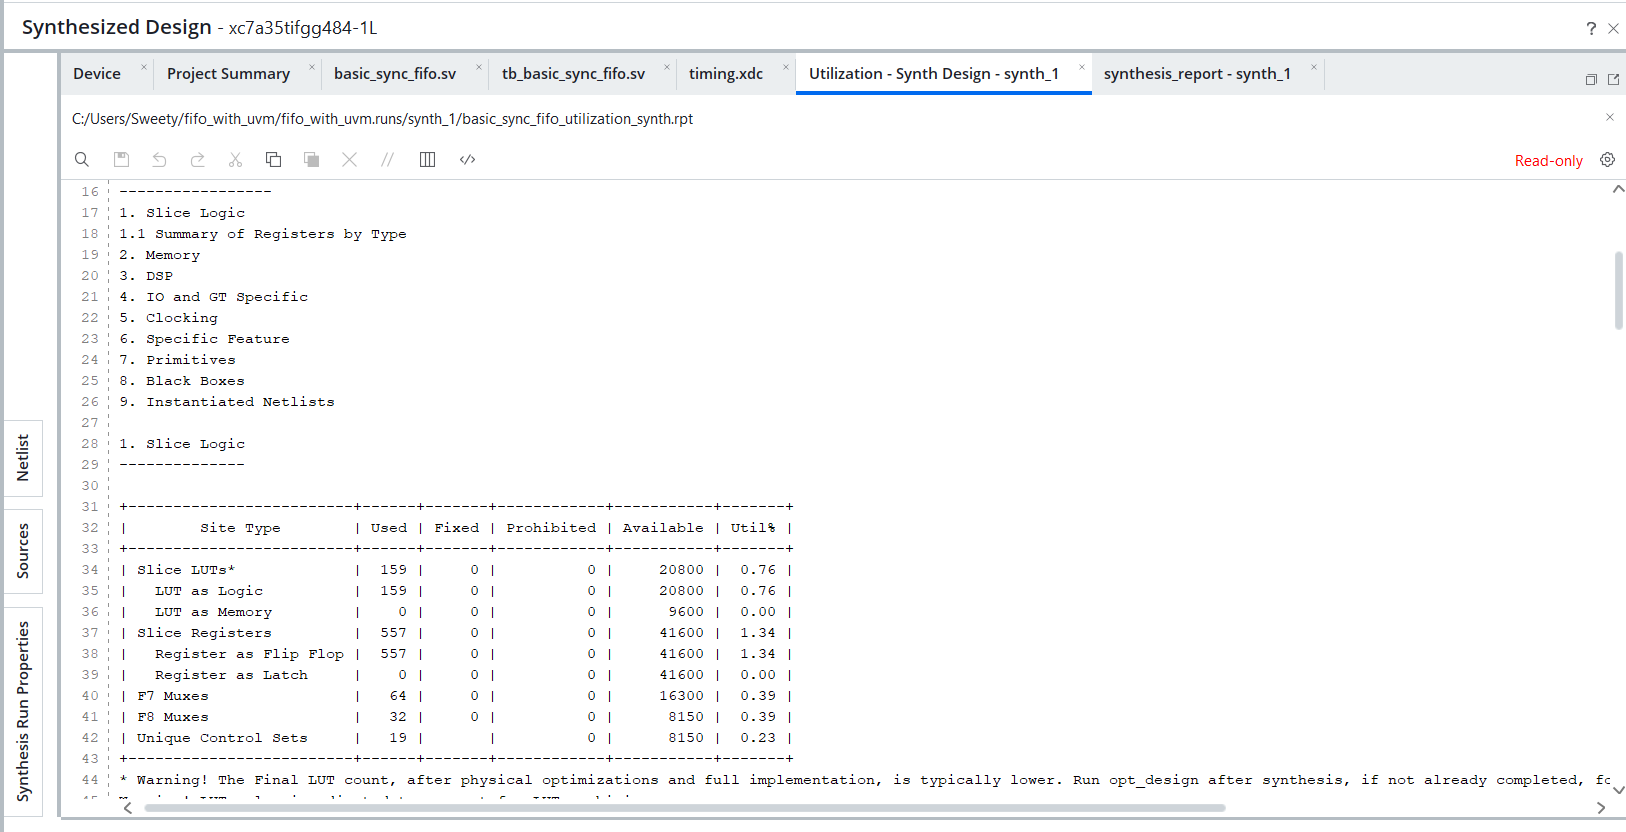 Synthesized Design - xc7a35tifgg484-1L
? ×
Device × Project Summary × basic_sync_fifo.sv × tb_basic_sync_fifo.sv × timing.xdc × Utilization - Synth Design - synth_1 × synthesis_report - synth_1 ×
C:/Users/Sweety/fifo_with_uvm/fifo_with_uvm.runs/synth_1/basic_sync_fifo_utilization_synth.rpt ×
Read-only
16 -----------------
17 1. Slice Logic
18 1.1 Summary of Registers by Type
19 2. Memory
20 3. DSP
21 4. IO and GT Specific
22 5. Clocking
23 6. Specific Feature
24 7. Primitives
25 8. Black Boxes
26 9. Instantiated Netlists
27
28 1. Slice Logic
29 --------------
30
31 +-------------------------+------+-------+------------+-----------+-------+
32 |        Site Type        | Used | Fixed | Prohibited | Available | Util% |
33 +-------------------------+------+-------+------------+-----------+-------+
34 | Slice LUTs*             |  159 |     0 |          0 |     20800 |  0.76 |
35 |   LUT as Logic          |  159 |     0 |          0 |     20800 |  0.76 |
36 |   LUT as Memory         |    0 |     0 |          0 |      9600 |  0.00 |
37 | Slice Registers         |  557 |     0 |          0 |     41600 |  1.34 |
38 |   Register as Flip Flop |  557 |     0 |          0 |     41600 |  1.34 |
39 |   Register as Latch     |    0 |     0 |          0 |     41600 |  0.00 |
40 | F7 Muxes                |   64 |     0 |          0 |     16300 |  0.39 |
41 | F8 Muxes                |   32 |     0 |          0 |      8150 |  0.39 |
42 | Unique Control Sets     |   19 |       |          0 |      8150 |  0.23 |
43 +-------------------------+------+-------+------------+-----------+-------+
44 * Warning! The Final LUT count, after physical optimizations and full implementation, is typically lower. Run opt_design after synthesis, if not already completed, fo
Netlist
Sources
Synthesis Run Properties